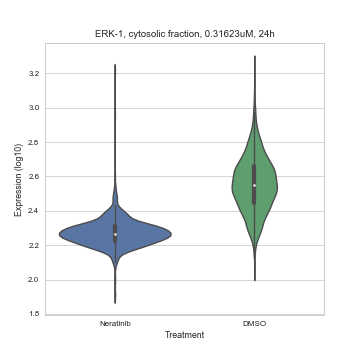 ERK-1, cytosolic fraction, 0.31623uM, 24h
3.2
3.0
2.8
2.6
2.4
2.2
2.0
1.8
Expression (log10)
Neratinib DMSO
Treatment